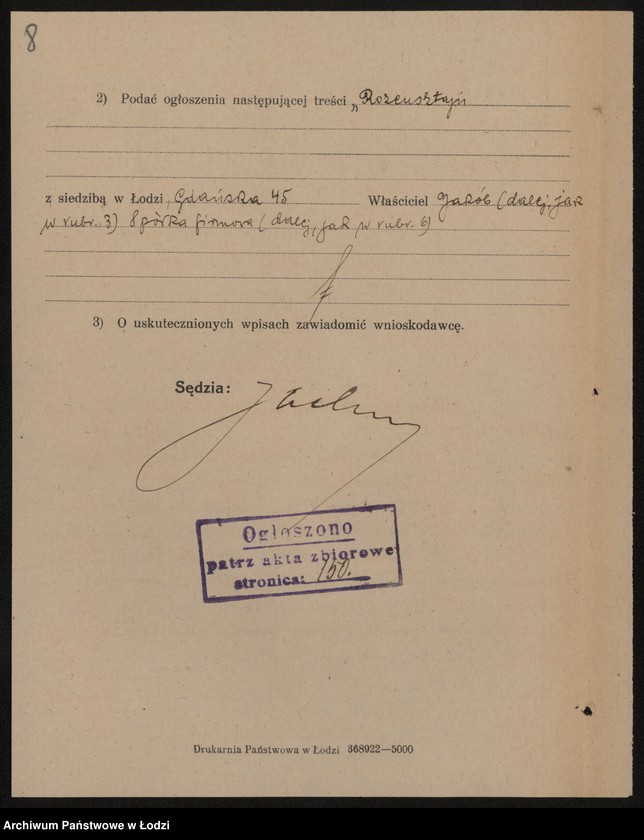 8
2) Podać ogłoszenia następującej treści „Rozensztajn
z siedzibą w Łodzi, Gdańska 45 Właściciel Jakób (dalej, jak
w rubr. 3) Spółka firmowa (dalej, jak w rubr. 6)
3) O uskutecznionych wpisach zawiadomić wnioskodawcę.
Sędzia:
Ogłoszono
patrz akta zbiorowe
stronica: 150.
Drukarnia Państwowa w Łodzi 368922—5000
Archiwum Państwowe w Łodzi